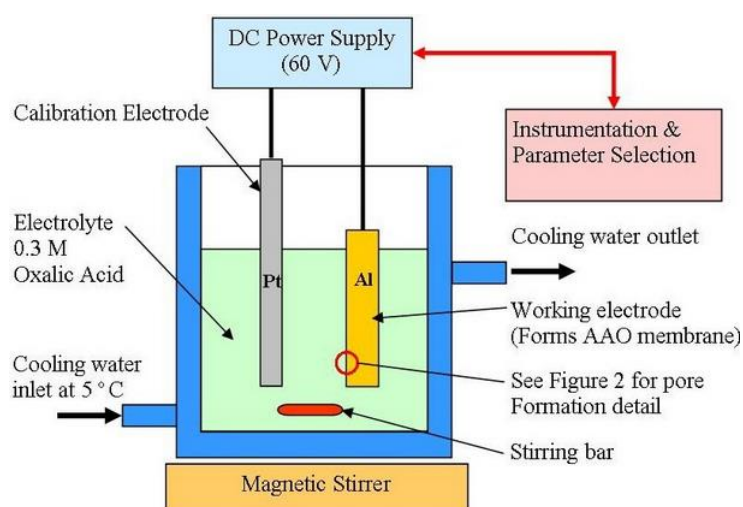 DC Power Supply
(60 V)
Calibration Electrode
Instrumentation &
Parameter Selection
Electrolyte
0.3 M
Oxalic Acid
Cooling water outlet
Pt
Al
Working electrode
(Forms AAO membrane)
Cooling water
inlet at 5 °C
See Figure 2 for pore
Formation detail
Stirring bar
Magnetic Stirrer